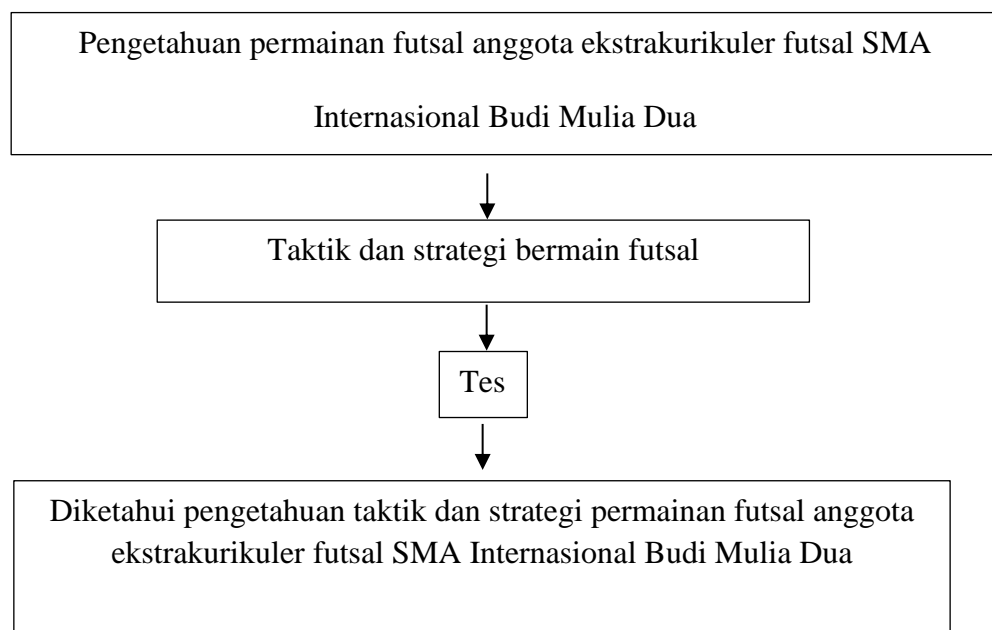 Pengetahuan permainan futsal anggota ekstrakurikuler futsal SMA
Internasional Budi Mulia Dua
Taktik dan strategi bermain futsal
Tes
Diketahui pengetahuan taktik dan strategi permainan futsal anggota
ekstrakurikuler futsal SMA Internasional Budi Mulia Dua